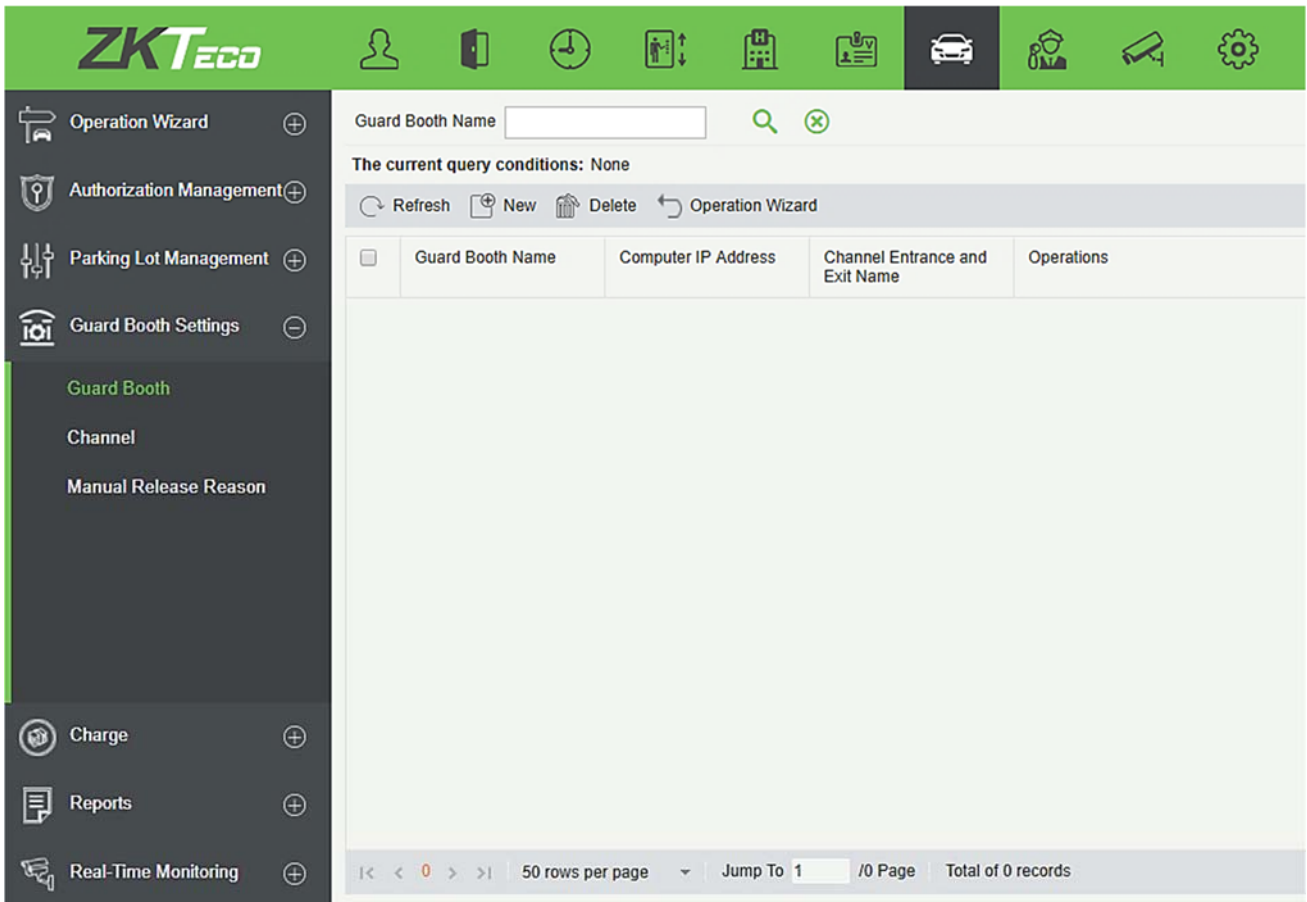 ZKTECO
Operation Wizard
Authorization Management
Parking Lot Management
Guard Booth Settings
Guard Booth
Channel
Manual Release Reason
Charge
Reports
Real-Time Monitoring
H
V
Guard Booth Name
The current query conditions: None
Refresh New Delete Operation Wizard
Guard Booth Name Computer IP Address Channel Entrance and Exit Name Operations
|< < 0 > >| 50 rows per page Jump To 1 /0 Page Total of 0 records